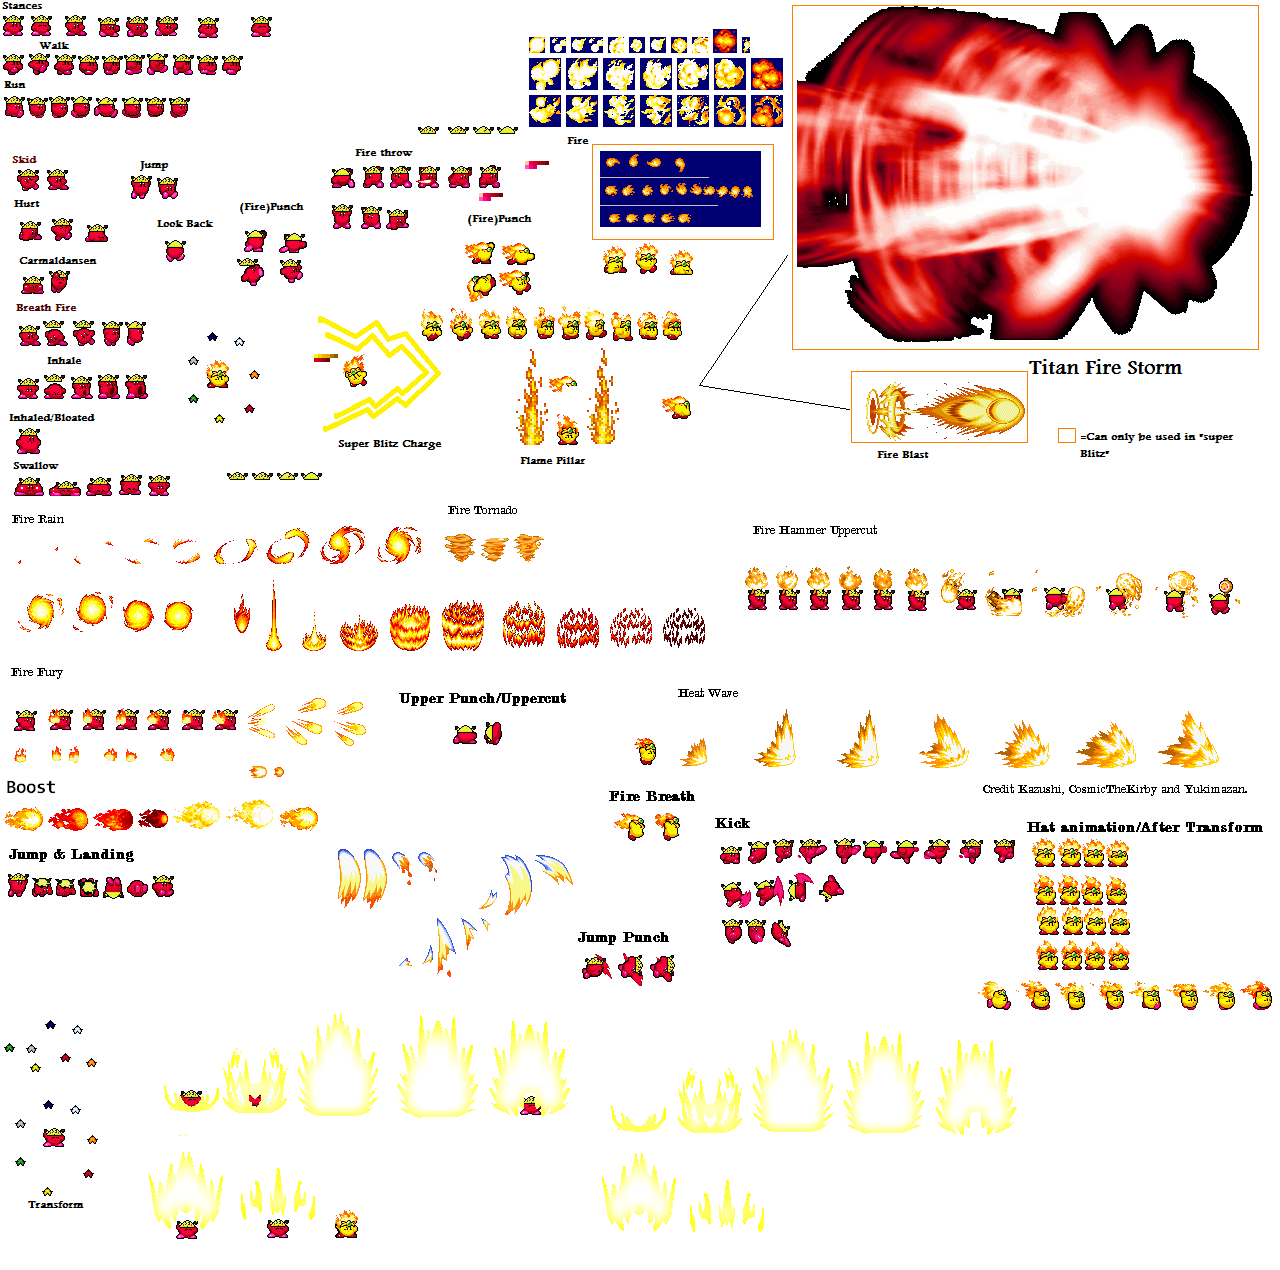 Stances
Walk
Run
Skid
Jump
Fire throw
Fire
Hurt
(Fire)Punch
Look Back
(Fire)Punch
Carmaldansen
Breath Fire
Inhale
Titan Fire Storm
Inhaled/Bloated
Super Blitz Charge
=Can only be used in "super
Blitz"
Flame Pillar
Fire Blast
Swallow
Fire Rain
Fire Tornado
Fire Hammer Uppercut
Fire Fury
Upper Punch/Uppercut
Heat Wave
Boost
Credit Kazushi, CosmicTheKirby and Yukimazan.
Fire Breath
Kick
Hat animation/After Transform
Jump & Landing
Jump Punch
Transform